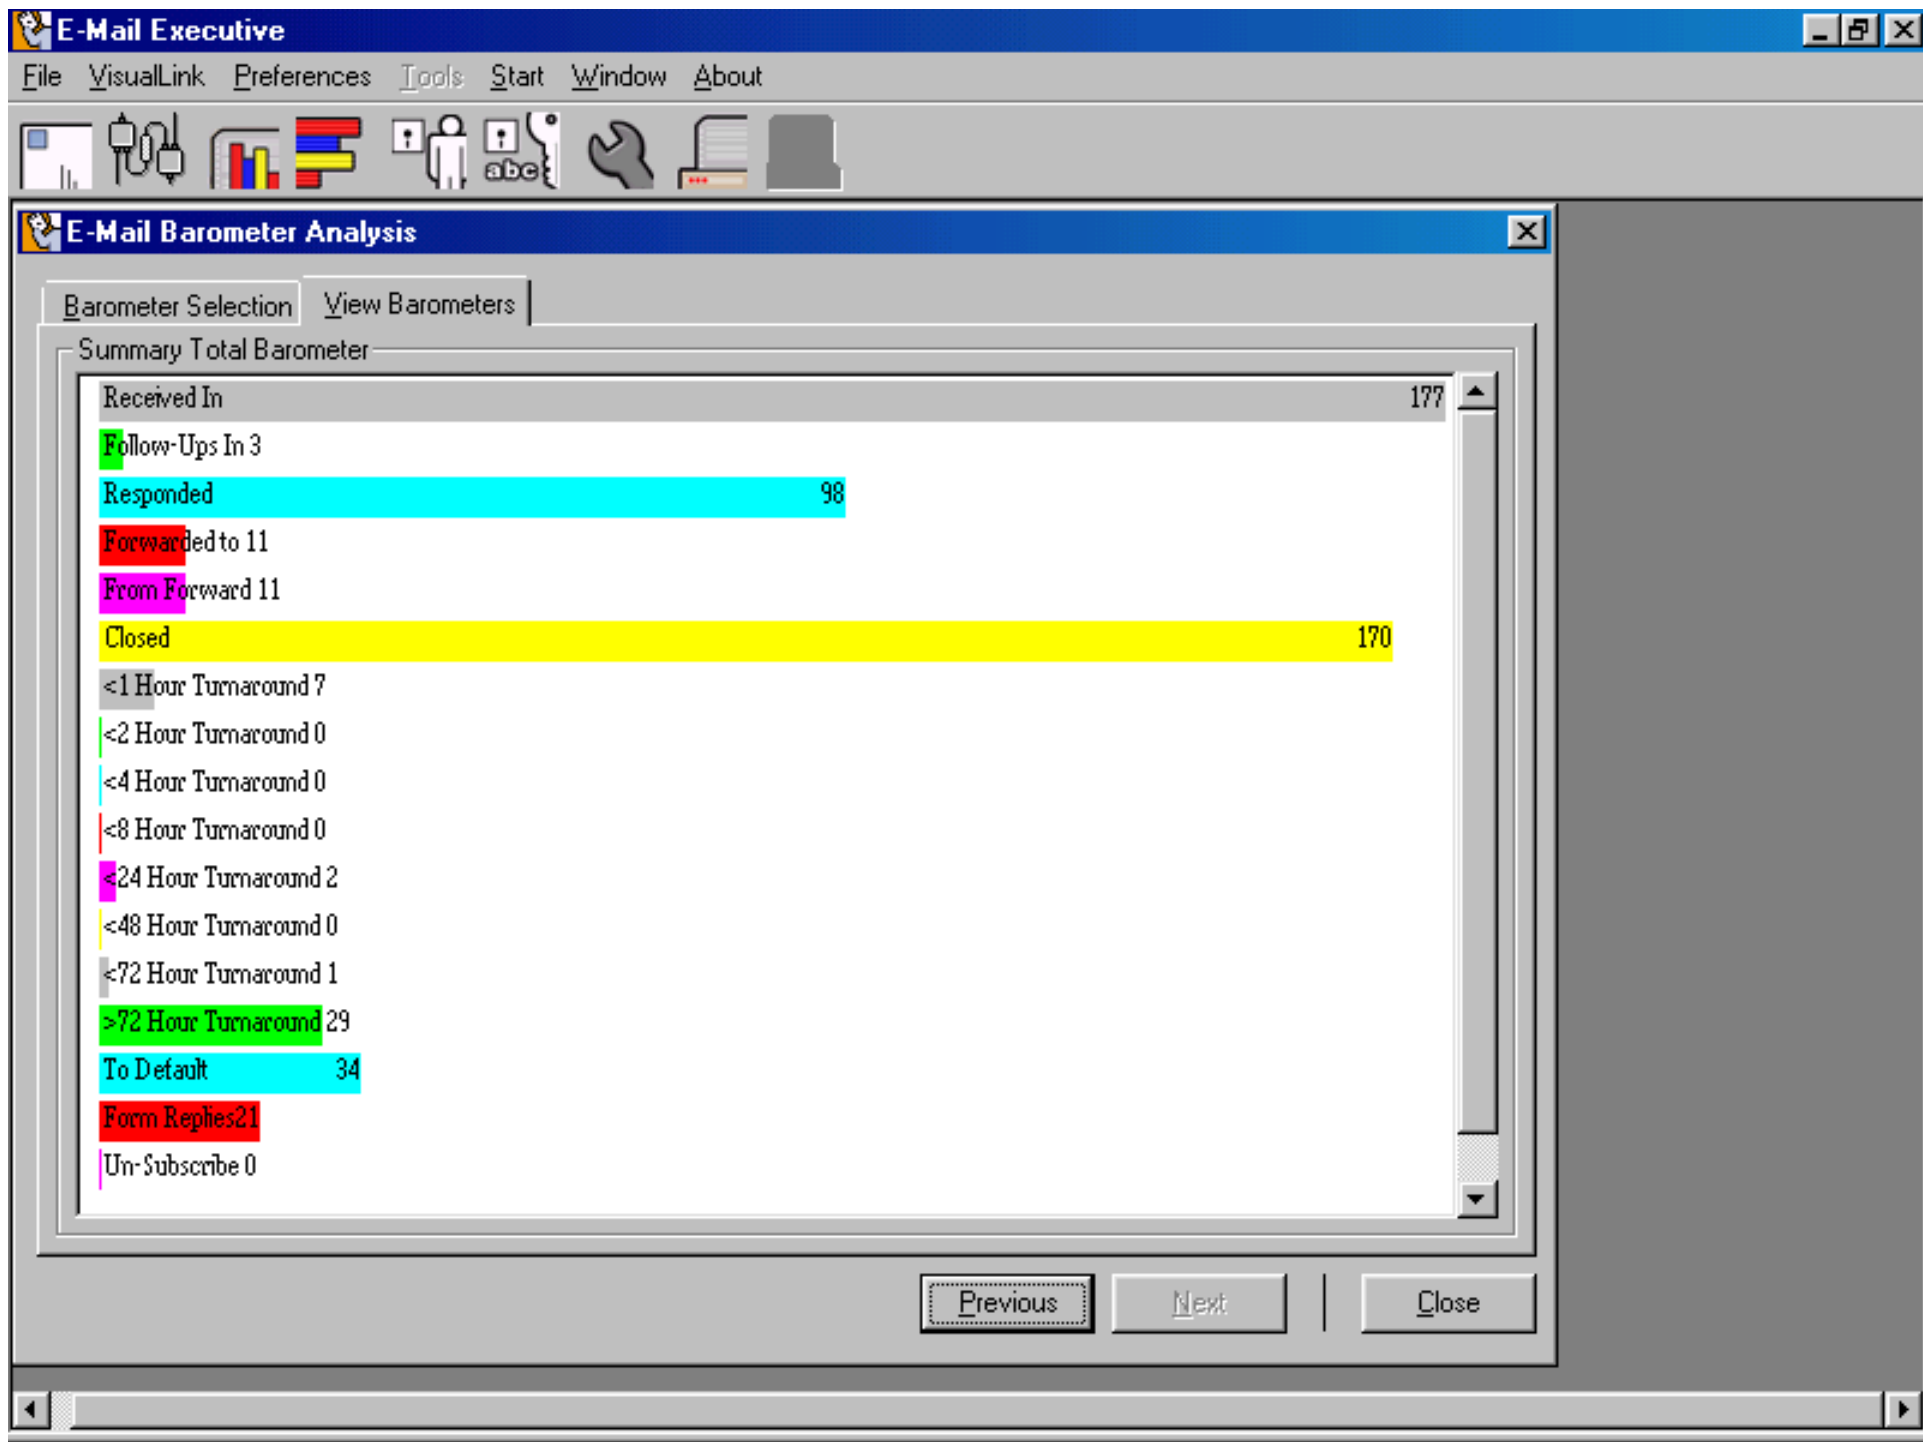 E-Mail Executive
File VisualLink Preferences Tools Start Window About
abc
E-Mail Barometer Analysis
Barometer Selection View Barometers
Summary Total Barometer
Received In 177
Follow-Ups In 3
Responded 98
Forwarded to 11
From Forward 11
Closed 170
<1 Hour Turnaround 7
<2 Hour Turnaround 0
<4 Hour Turnaround 0
<8 Hour Turnaround 0
<24 Hour Turnaround 2
<48 Hour Turnaround 0
<72 Hour Turnaround 1
>72 Hour Turnaround 29
To Default 34
Form Replies21
Un-Subscribe 0
Previous Next Close